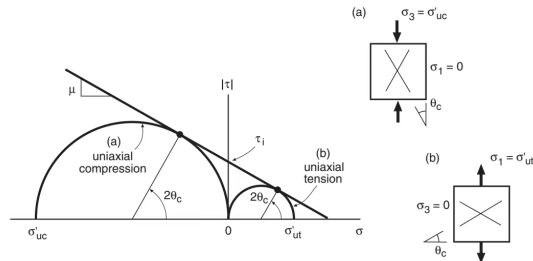 μ
(a)
uniaxial
compression
|τ|
τi
(b)
uniaxial
tension
2θc
2θc
σ'uc
0
σ'ut
σ
(a)
σ3 = σ'uc
σ1 = 0
θc
(b)
σ1 = σ'ut
σ3 = 0
θc